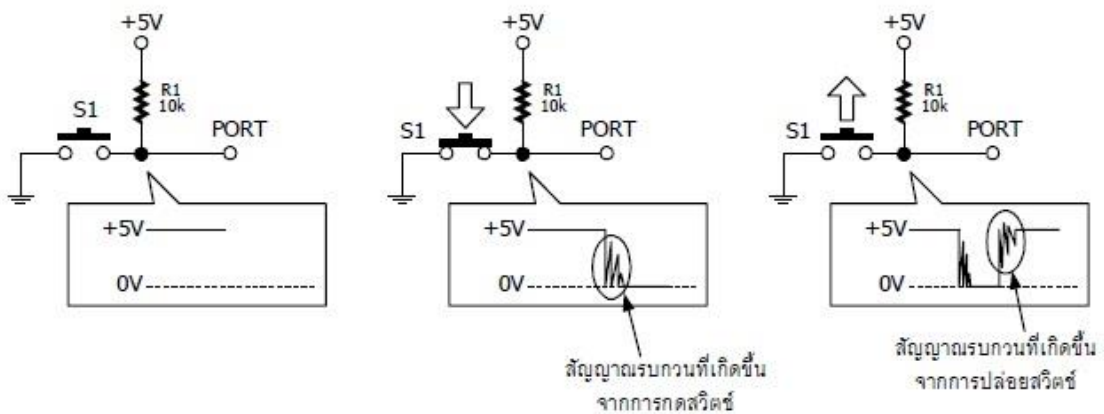 +5V
R1
10k
S1
PORT
+5V
0V
+5V
R1
10k
S1
PORT
+5V
0V
สัญญาณรบกวนที่เกิดขึ้น
จากการกดสวิตช์
+5V
R1
10k
S1
PORT
+5V
0V
สัญญาณรบกวนที่เกิดขึ้น
จากการปล่อยสวิตช์